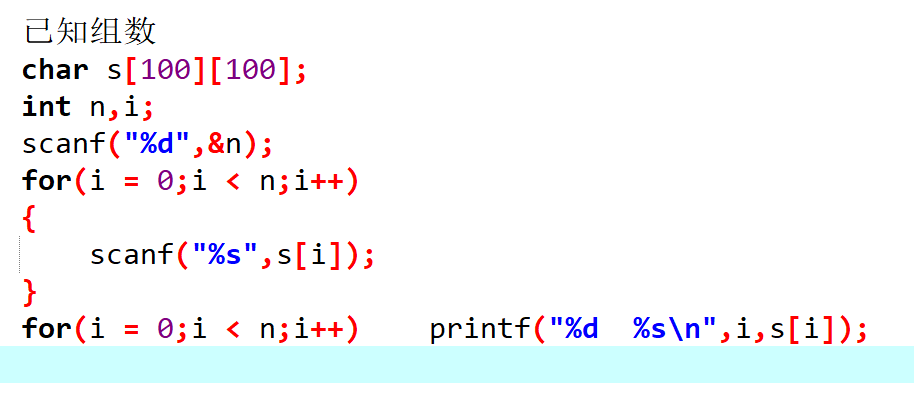 已知组数
char s[100][100];
int n,i;
scanf("%d",&n);
for(i = 0;i < n;i++)
{
    scanf("%s",s[i]);
}
for(i = 0;i < n;i++)    printf("%d  %s\n",i,s[i]);